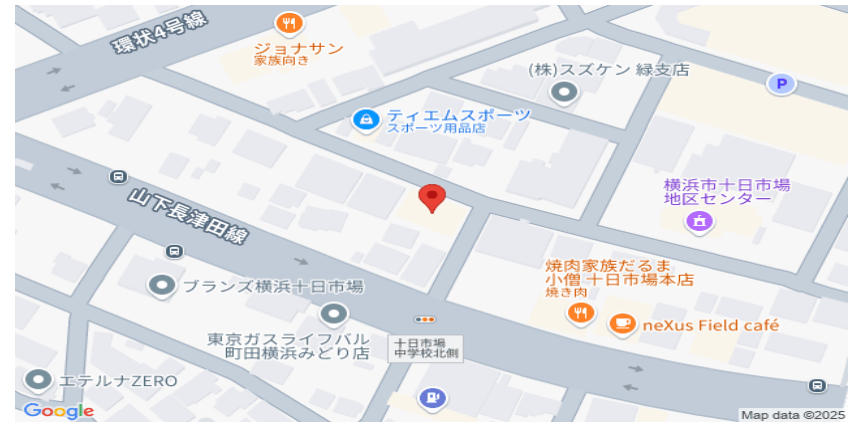 環状4号線
ジョナサン
家族向き
(株)スズケン 緑支店
P
ティエムスポーツ
スポーツ用品店
横浜市十日市場
地区センター
山下長津田線
焼肉家族だるま
小僧 十日市場本店
焼き肉
ブランズ横浜十日市場
neXus Field café
東京ガスライフバル
町田横浜みどり店
十日市場
中学校北側
エテルナZERO
Google
Map data ©2025